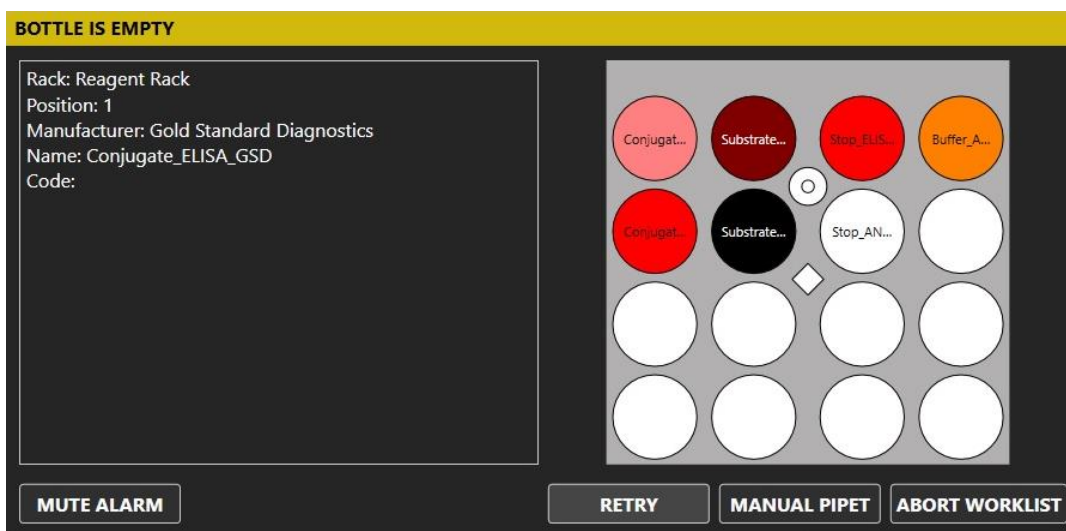 BOTTLE IS EMPTY
Rack: Reagent Rack
Position: 1
Manufacturer: Gold Standard Diagnostics
Name: Conjugate_ELISA_GSD
Code:
Conjugat... Substrate... Stop_ELIS... Buffer_A...
Conjugat... Substrate... Stop_AN...
MUTE ALARM RETRY MANUAL PIPET ABORT WORKLIST